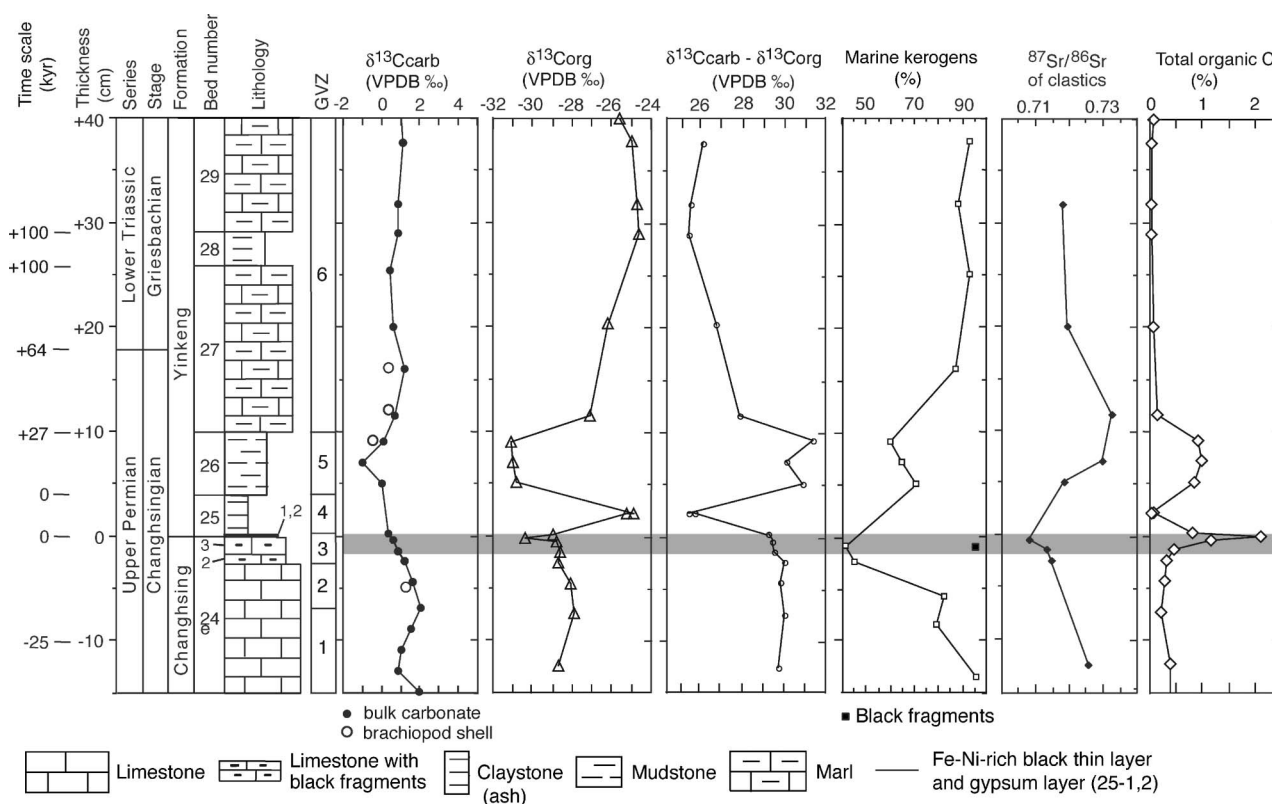 Time scale
(kyr)
Thickness
(cm)
Series
Stage
Formation
Bed number
Lithology
GVZ
δ13Ccarb
(VPDB ‰)
-2 0 2 4 6
δ13Corg
(VPDB ‰)
-32 -30 -28 -26 -24
δ13Ccarb - δ13Corg
(VPDB ‰)
26 28 30 32
Marine kerogens
(%)
50 70 90
87Sr/86Sr
of clastics
0.71 0.73
Total organic C
(%)
0 1 2
+100
+100
+64
+27
0
0
-25
+40
+30
+20
+10
0
-10
Lower Triassic
Upper Permian
Griesbachian
Changhsingian
Yinkeng
Changhsing
29
28
27
26
25
1,2
3
2
24
e
6
5
4
3
2
1
bulk carbonate
brachiopod shell
Black fragments
Limestone
Limestone with
black fragments
Claystone
(ash)
Mudstone
Marl
Fe-Ni-rich black thin layer
and gypsum layer (25-1,2)